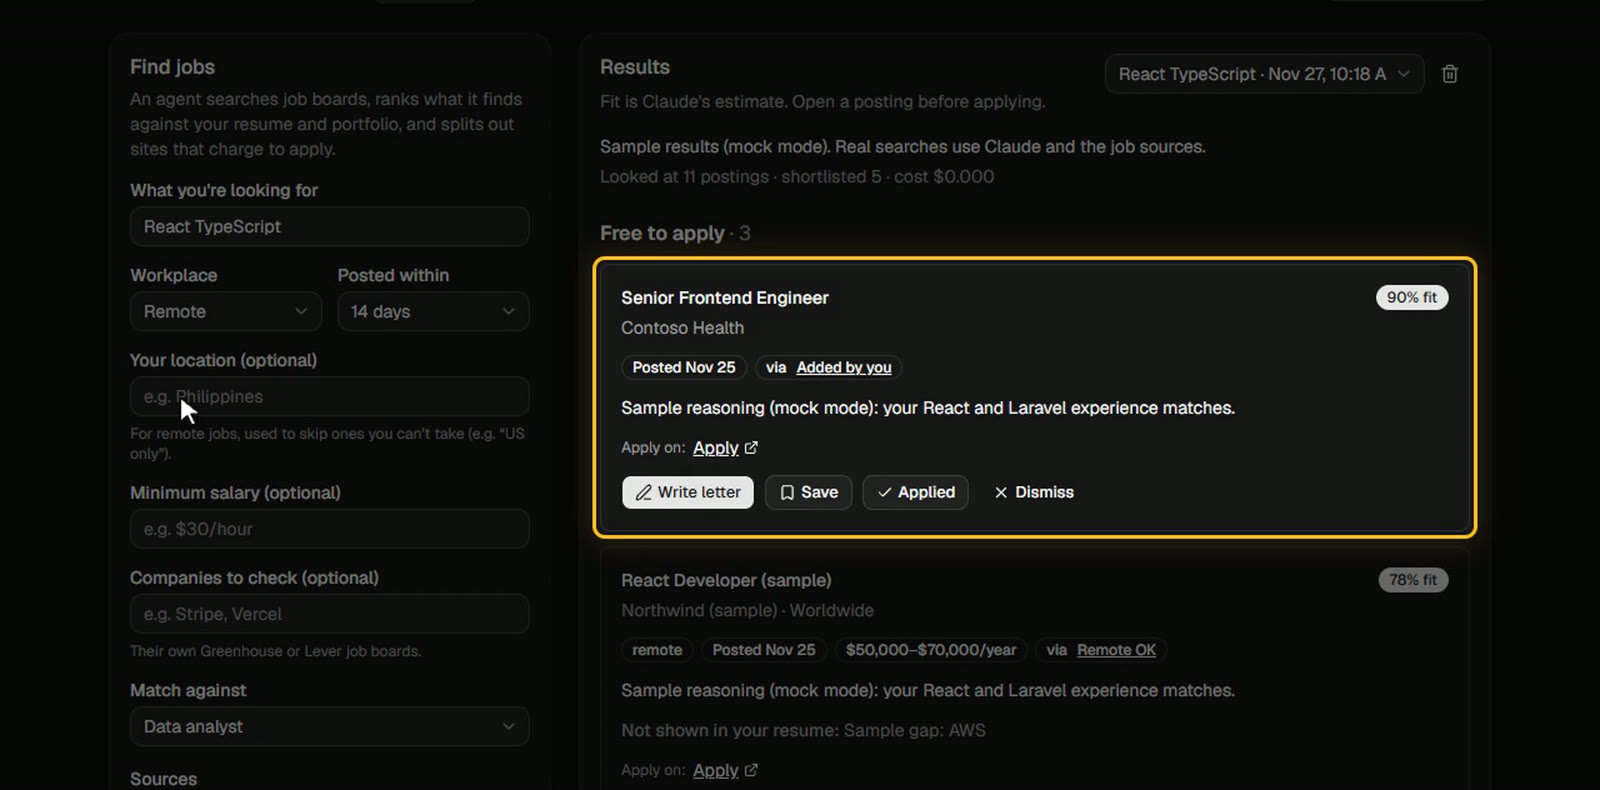 Find jobs
An agent searches job boards, ranks what it finds
against your resume and portfolio, and splits out
sites that charge to apply.
What you're looking for
React TypeScript
Workplace
Posted within
Remote
14 days
Your location (optional)
e.g. Philippines
For remote jobs, used to skip ones you can't take (e.g. “US
only”).
Minimum salary (optional)
e.g. $30/hour
Companies to check (optional)
e.g. Stripe, Vercel
Their own Greenhouse or Lever job boards.
Match against
Data analyst
Sources
Results
React TypeScript · Nov 27, 10:18 A
Fit is Claude's estimate. Open a posting before applying.
Sample results (mock mode). Real searches use Claude and the job sources.
Looked at 11 postings · shortlisted 5 · cost $0.000
Free to apply · 3
Senior Frontend Engineer
90% fit
Contoso Health
Posted Nov 25
via Added by you
Sample reasoning (mock mode): your React and Laravel experience matches.
Apply on: Apply
Write letter
Save
Applied
Dismiss
React Developer (sample)
78% fit
Northwind (sample) · Worldwide
remote
Posted Nov 25
$50,000–$70,000/year
via Remote OK
Sample reasoning (mock mode): your React and Laravel experience matches.
Not shown in your resume: Sample gap: AWS
Apply on: Apply